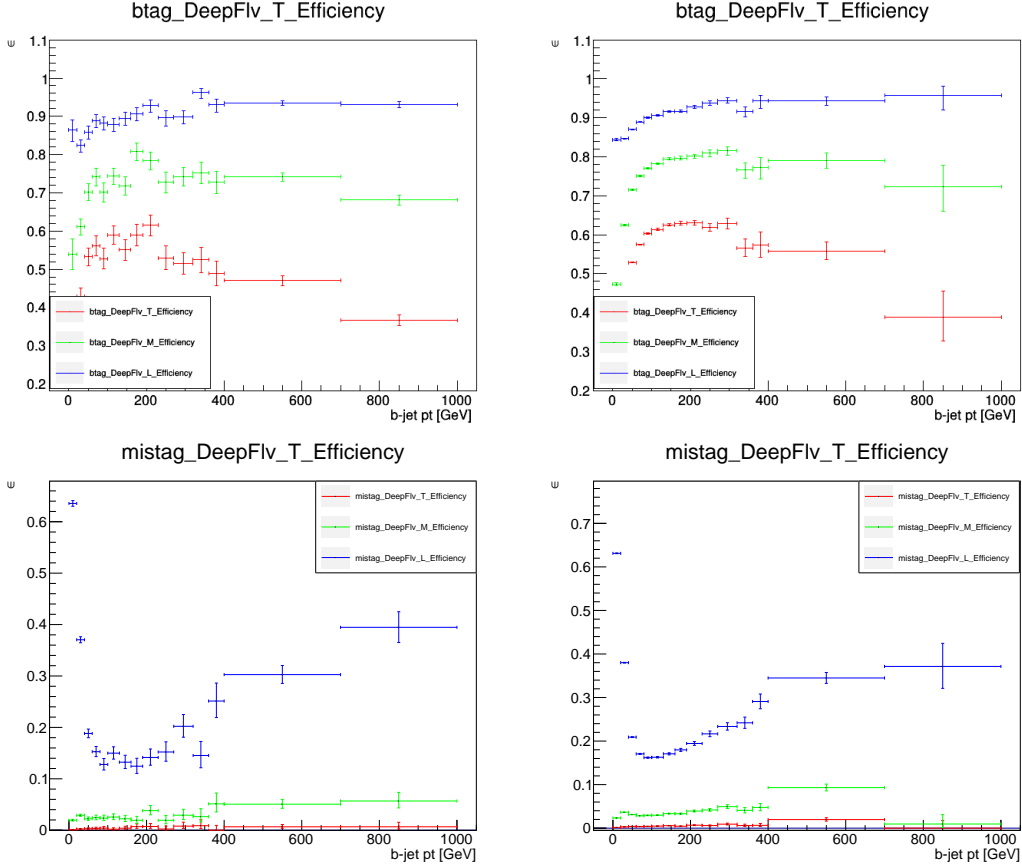 btag_DeepFlv_T_Efficiency
∈
1.1
1
0.9
0.8
0.7
0.6
0.5
0.4
0.3
0.2
btag_DeepFlv_T_Efficiency
btag_DeepFlv_M_Efficiency
btag_DeepFlv_L_Efficiency
0 200 400 600 800 1000
b-jet pt [GeV]
btag_DeepFlv_T_Efficiency
∈
1.1
1
0.9
0.8
0.7
0.6
0.5
0.4
0.3
0.2
btag_DeepFlv_T_Efficiency
btag_DeepFlv_M_Efficiency
btag_DeepFlv_L_Efficiency
0 200 400 600 800 1000
b-jet pt [GeV]
mistag_DeepFlv_T_Efficiency
∈
mistag_DeepFlv_T_Efficiency
mistag_DeepFlv_M_Efficiency
mistag_DeepFlv_L_Efficiency
0.6
0.5
0.4
0.3
0.2
0.1
0
0 200 400 600 800 1000
b-jet pt [GeV]
mistag_DeepFlv_T_Efficiency
∈
mistag_DeepFlv_T_Efficiency
mistag_DeepFlv_M_Efficiency
mistag_DeepFlv_L_Efficiency
0.7
0.6
0.5
0.4
0.3
0.2
0.1
0
0 200 400 600 800 1000
b-jet pt [GeV]